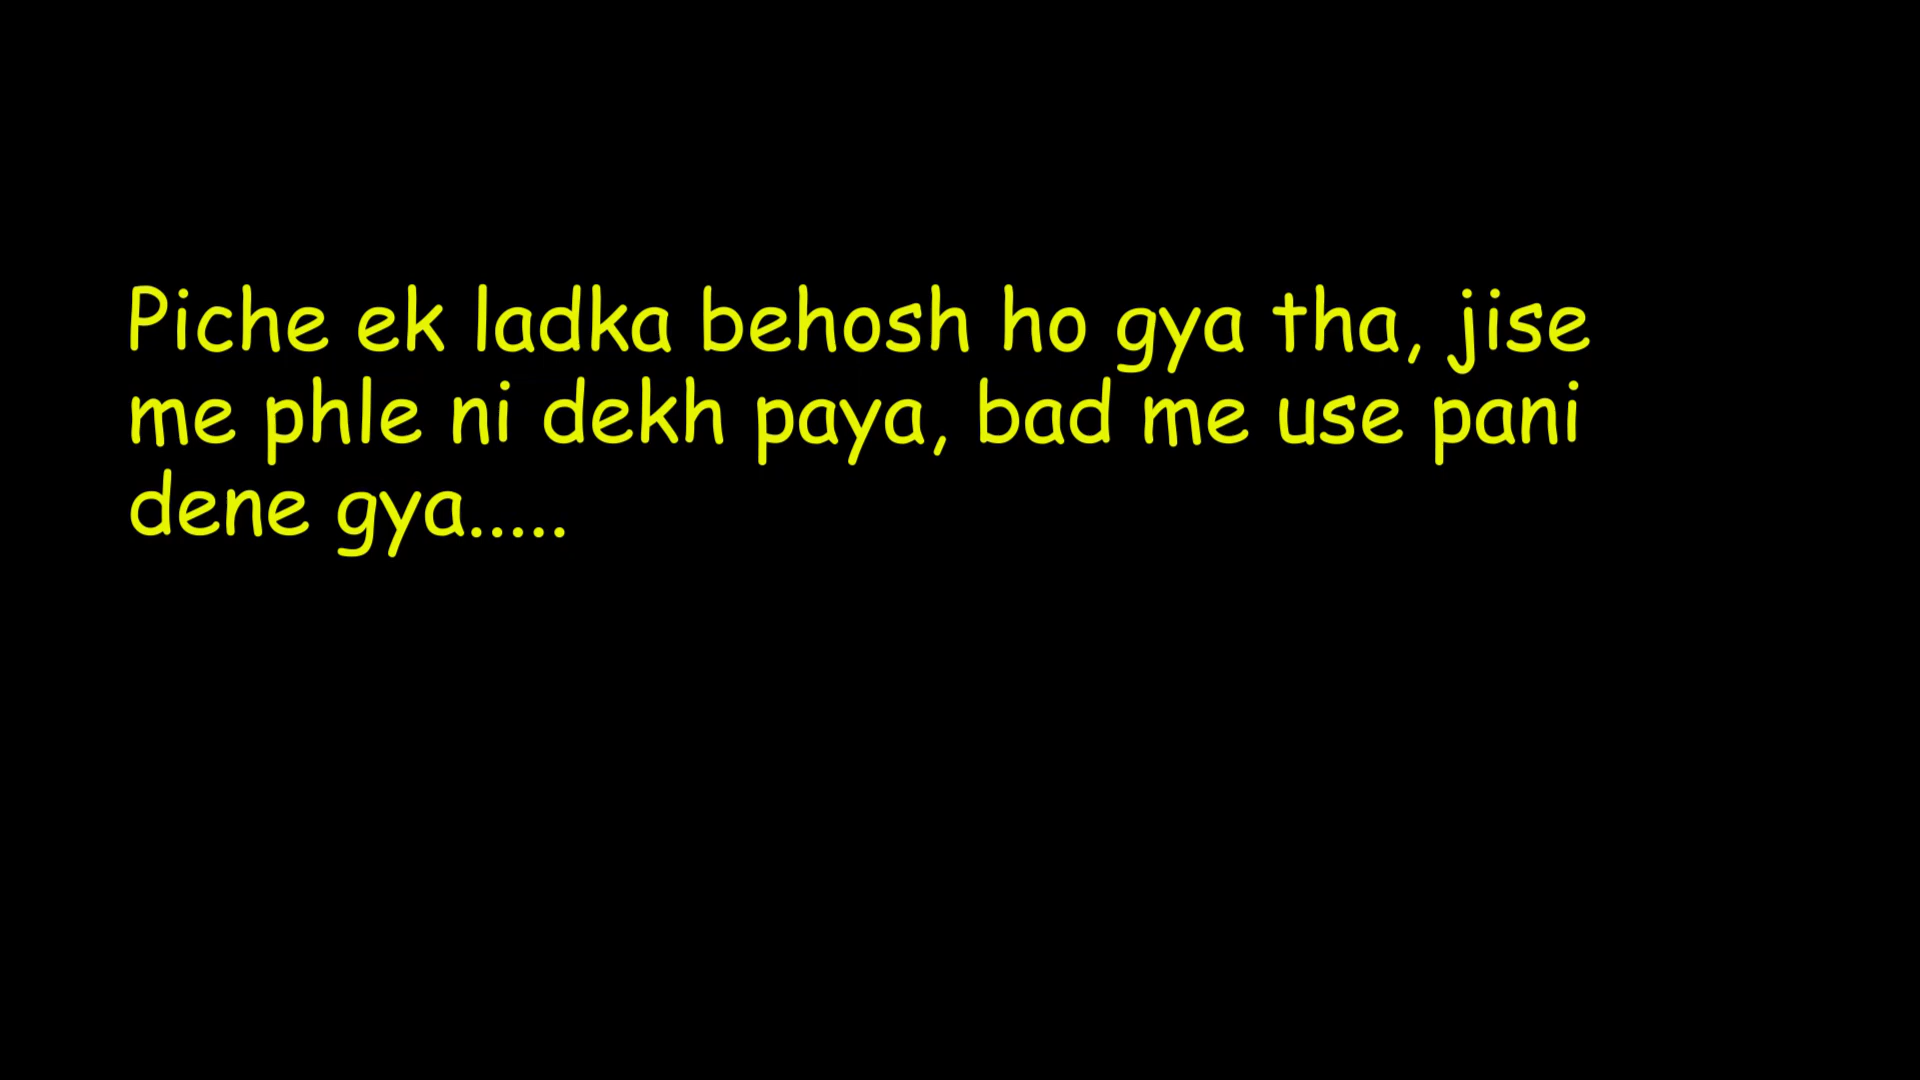 Piche ek ladka behosh ho gya tha, jise
me phle ni dekh paya, bad me use pani
dene gya.....